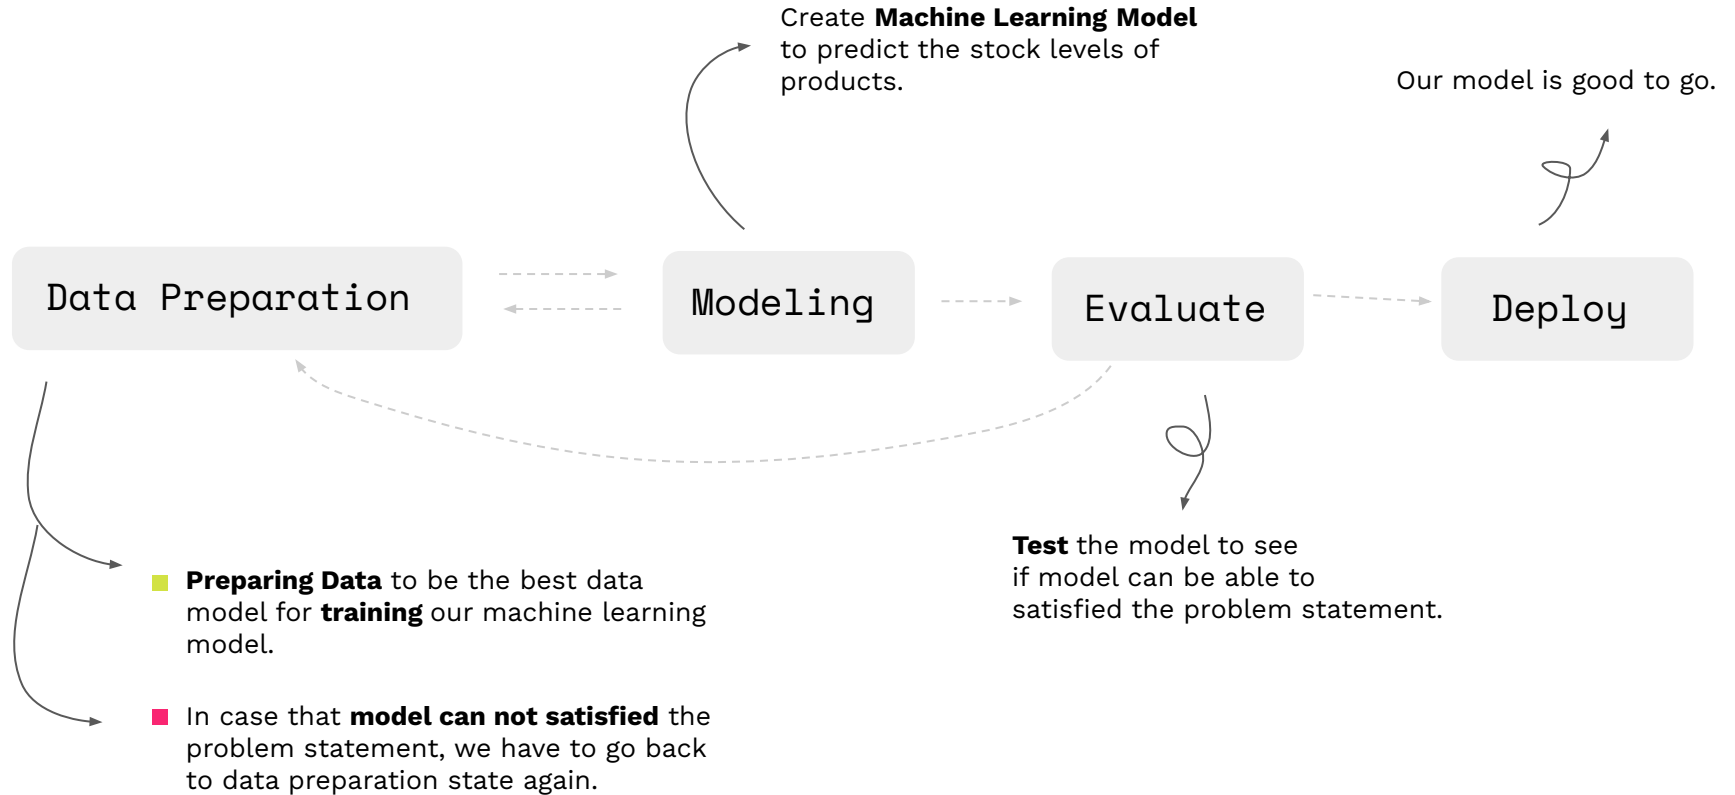 Create Machine Learning Model
to predict the stock levels of
products.
Our model is good to go.
Data Preparation
Modeling
Evaluate
Deploy
Test the model to see
if model can be able to
satisfied the problem statement.
Preparing Data to be the best data
model for training our machine learning
model.
In case that model can not satisfied the
problem statement, we have to go back
to data preparation state again.